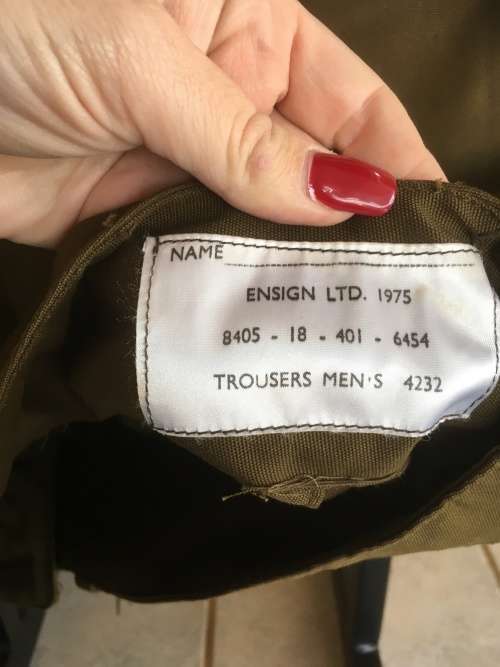 NAME
ENSIGN LTD. 1975
8405 - 18 - 401 - 6454
TROUSERS MEN'S 4232